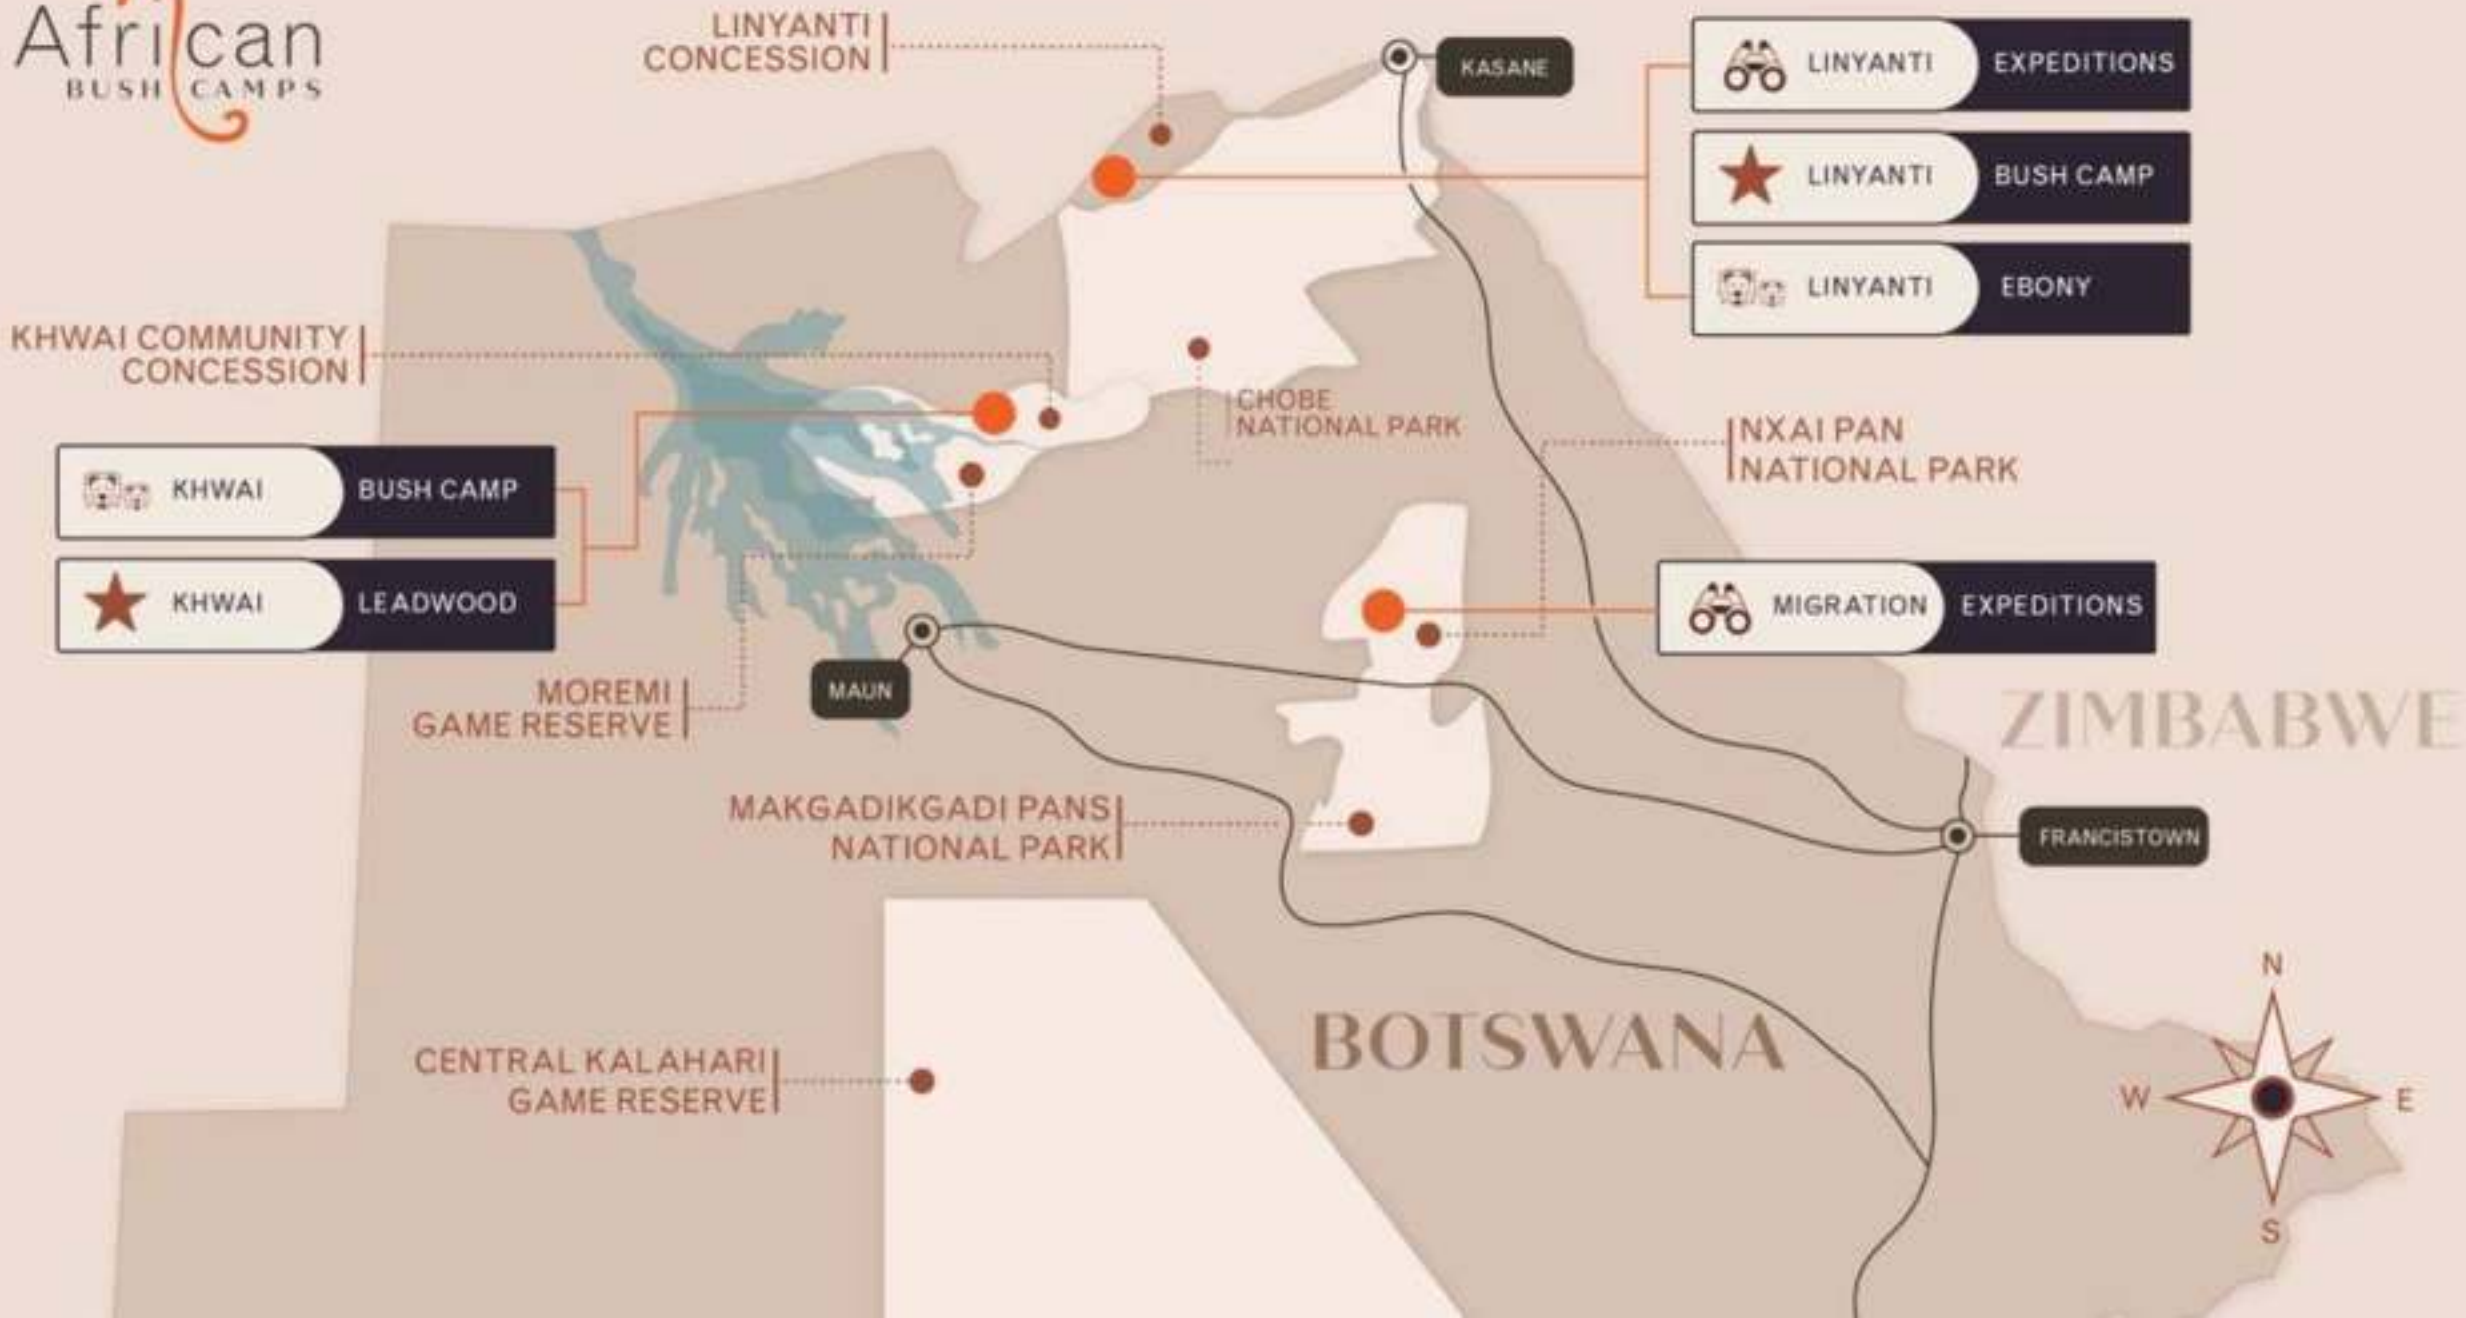 African
BUSH CAMPS
LINYANTI
CONCESSION
KASANE
LINYANTI EXPEDITIONS
LINYANTI BUSH CAMP
LINYANTI EBONY
KHWAI COMMUNITY
CONCESSION
CHOBE
NATIONAL PARK
NXAI PAN
NATIONAL PARK
KHWAI BUSH CAMP
KHWAI LEADWOOD
MIGRATION EXPEDITIONS
MOREMI
GAME RESERVE
MAUN
ZIMBABWE
MAKGADIKGADI PANS
NATIONAL PARK
FRANCISTOWN
BOTSWANA
CENTRAL KALAHARI
GAME RESERVE
N
W E
S